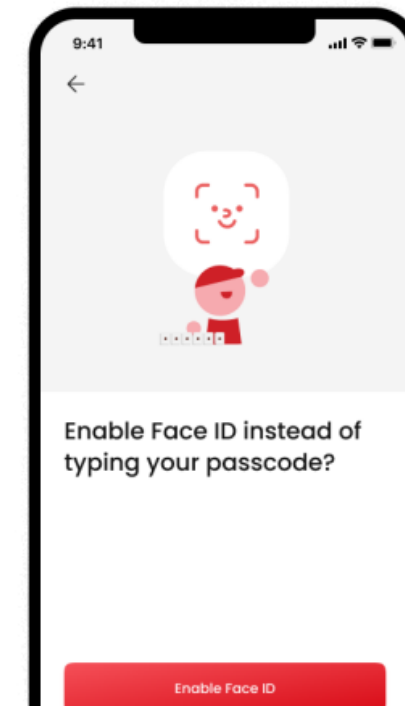 9:41
Enable Face ID instead of
typing your passcode?
Enable Face ID